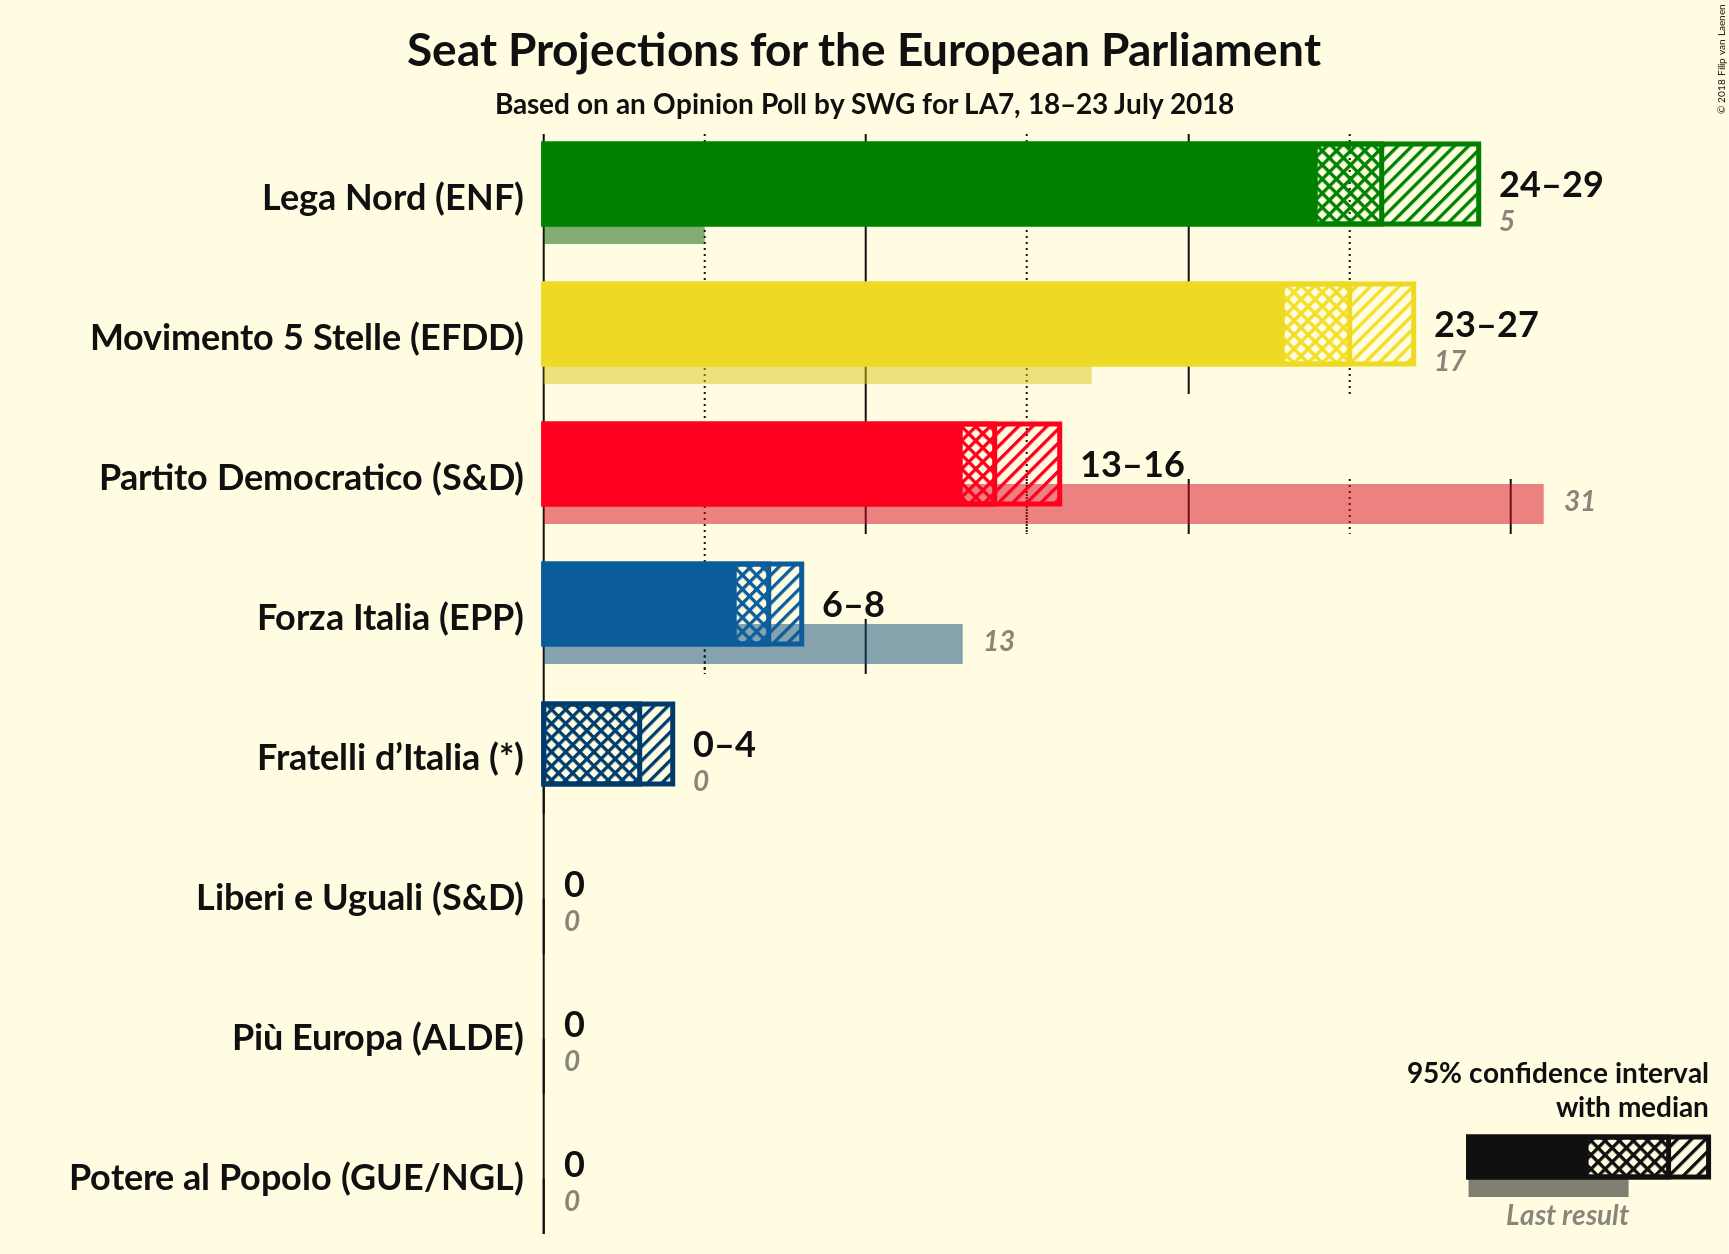 Seat Projections for the European Parliament
Based on an Opinion Poll by SWG for LA7, 18–23 July 2018
© 2018 Filip van Laenen
Lega Nord (ENF)
24–29
5
Movimento 5 Stelle (EFDD)
23–27
17
Partito Democratico (S&D)
13–16
31
Forza Italia (EPP)
6–8
13
Fratelli d’Italia (*)
0–4
0
Liberi e Uguali (S&D)
0
0
Più Europa (ALDE)
0
0
Potere al Popolo (GUE/NGL)
0
0
95% confidence interval
with median
Last result